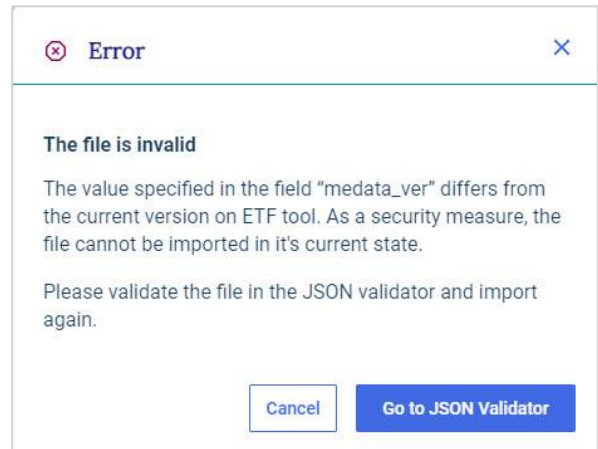 Error
The file is invalid
The value specified in the field “medata_ver” differs from
the current version on ETF tool. As a security measure, the
file cannot be imported in it's current state.
Please validate the file in the JSON validator and import
again.
Cancel
Go to JSON Validator